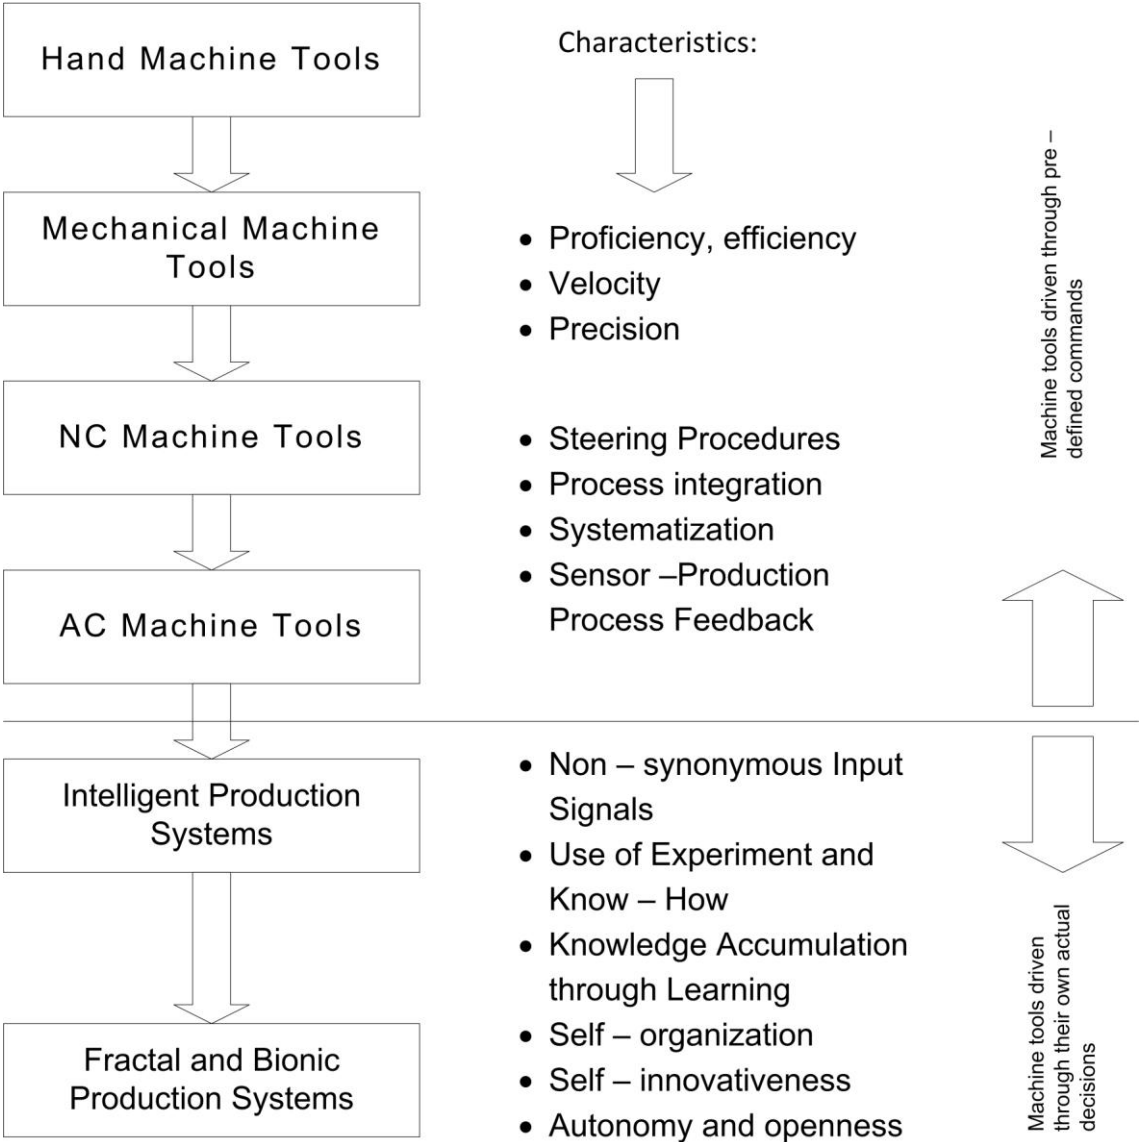 Hand Machine Tools
Characteristics:
Mechanical Machine
Tools
• Proficiency, efficiency
• Velocity
• Precision
NC Machine Tools
• Steering Procedures
• Process integration
• Systematization
• Sensor –Production
Process Feedback
AC Machine Tools
Machine tools driven through pre –
defined commands
Intelligent Production
Systems
• Non – synonymous Input
Signals
• Use of Experiment and
Know – How
• Knowledge Accumulation
through Learning
• Self – organization
• Self – innovativeness
• Autonomy and openness
Fractal and Bionic
Production Systems
Machine tools driven
through their own actual
decisions